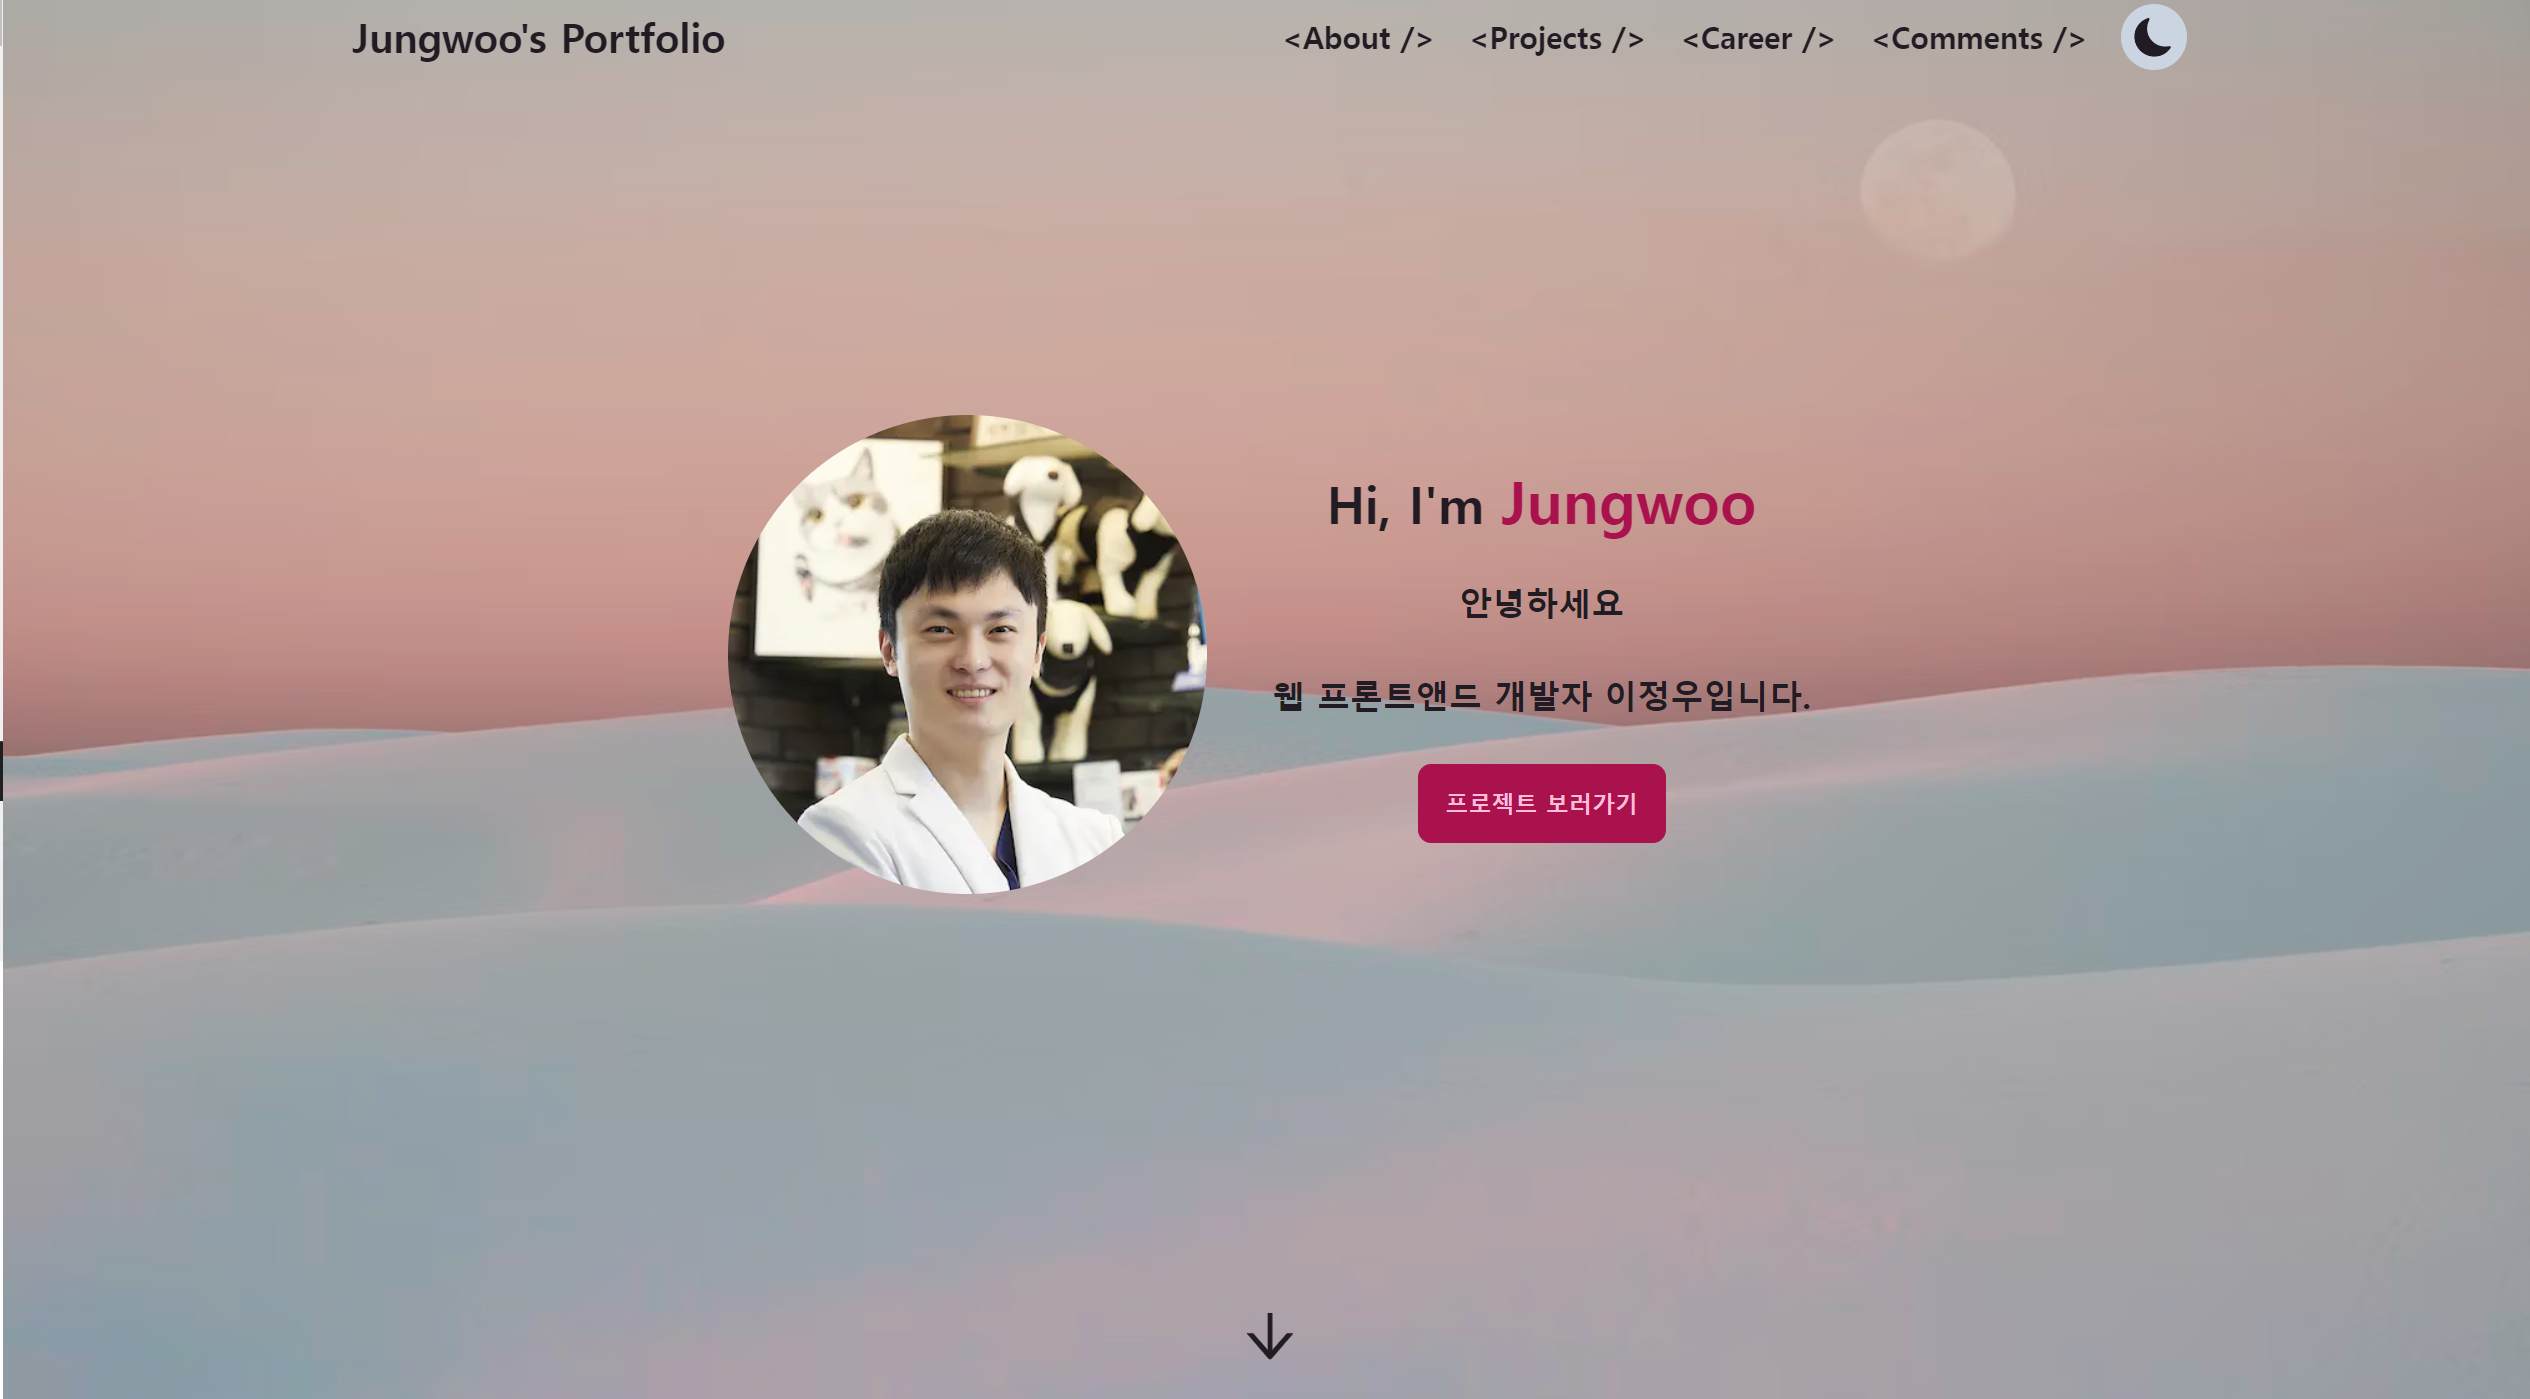 Jungwoo's Portfolio
<About /> <Projects /> <Career /> <Comments />
Hi, I'm Jungwoo
안녕하세요
웹 프론트앤드 개발자 이정우입니다.
프로젝트 보러가기